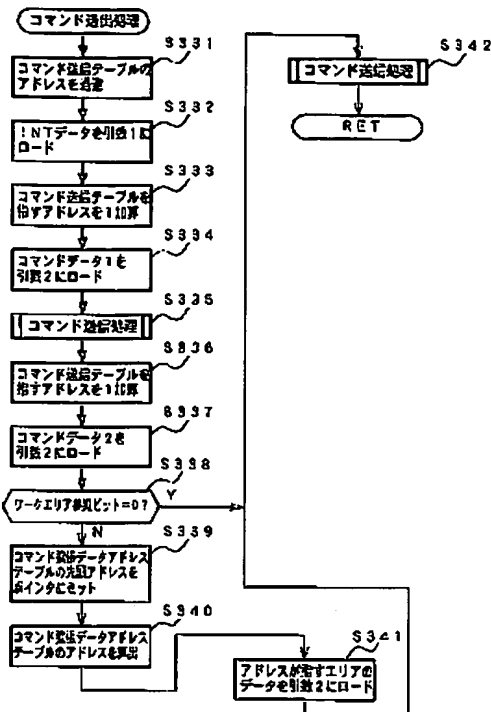 コマンド送出処理
S331
コマンド送信テーブルの
アドレスを
S332
INTデータを引数1に
ロード
S333
コマンド送信テーブルを
指すアドレスを1加算
S334
コマンドデータ1を
引数2にロード
S335
コマンド送信処理
S336
コマンド送信テーブルを
指すアドレスを1加算
S337
コマンドデータ2を
引数2にロード
S338
ワークエリア参照ビット=0?
Y
N
S339
コマンド拡張データアドレス
テーブルの先頭アドレスを
ポインタにセット
S340
コマンド拡張データアドレス
テーブルのアドレスを算出
S341
アドレスが指すエリアの
データを引数2にロード
S342
コマンド送信処理
RET